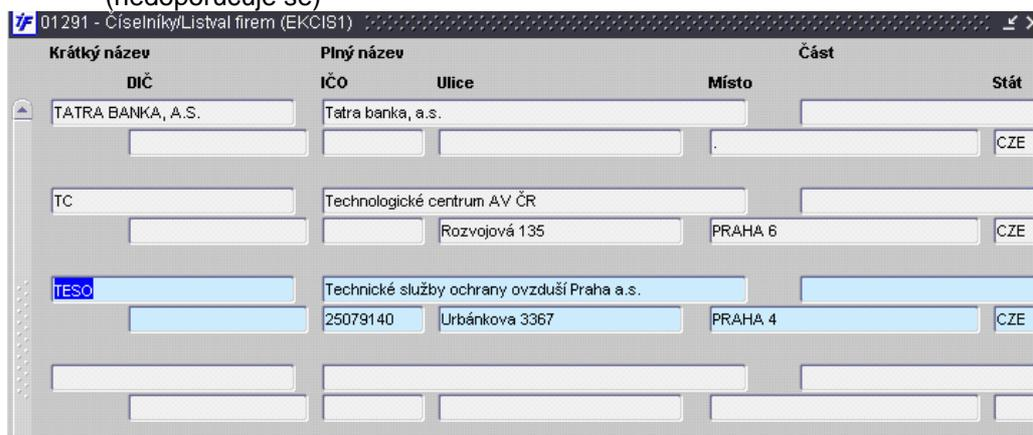 (nedoporučuje se)
iF 01291 - Číselníky/Listval firem (EKCIS1)
Krátký název Plný název Část
DIČ IČO Ulice Místo Stát
TATRA BANKA, A.S. Tatra banka, a.s.
. CZE
TC Technologické centrum AV ČR
Rozvojová 135 PRAHA 6 CZE
TESO Technické služby ochrany ovzduší Praha a.s.
25079140 Urbánkova 3367 PRAHA 4 CZE